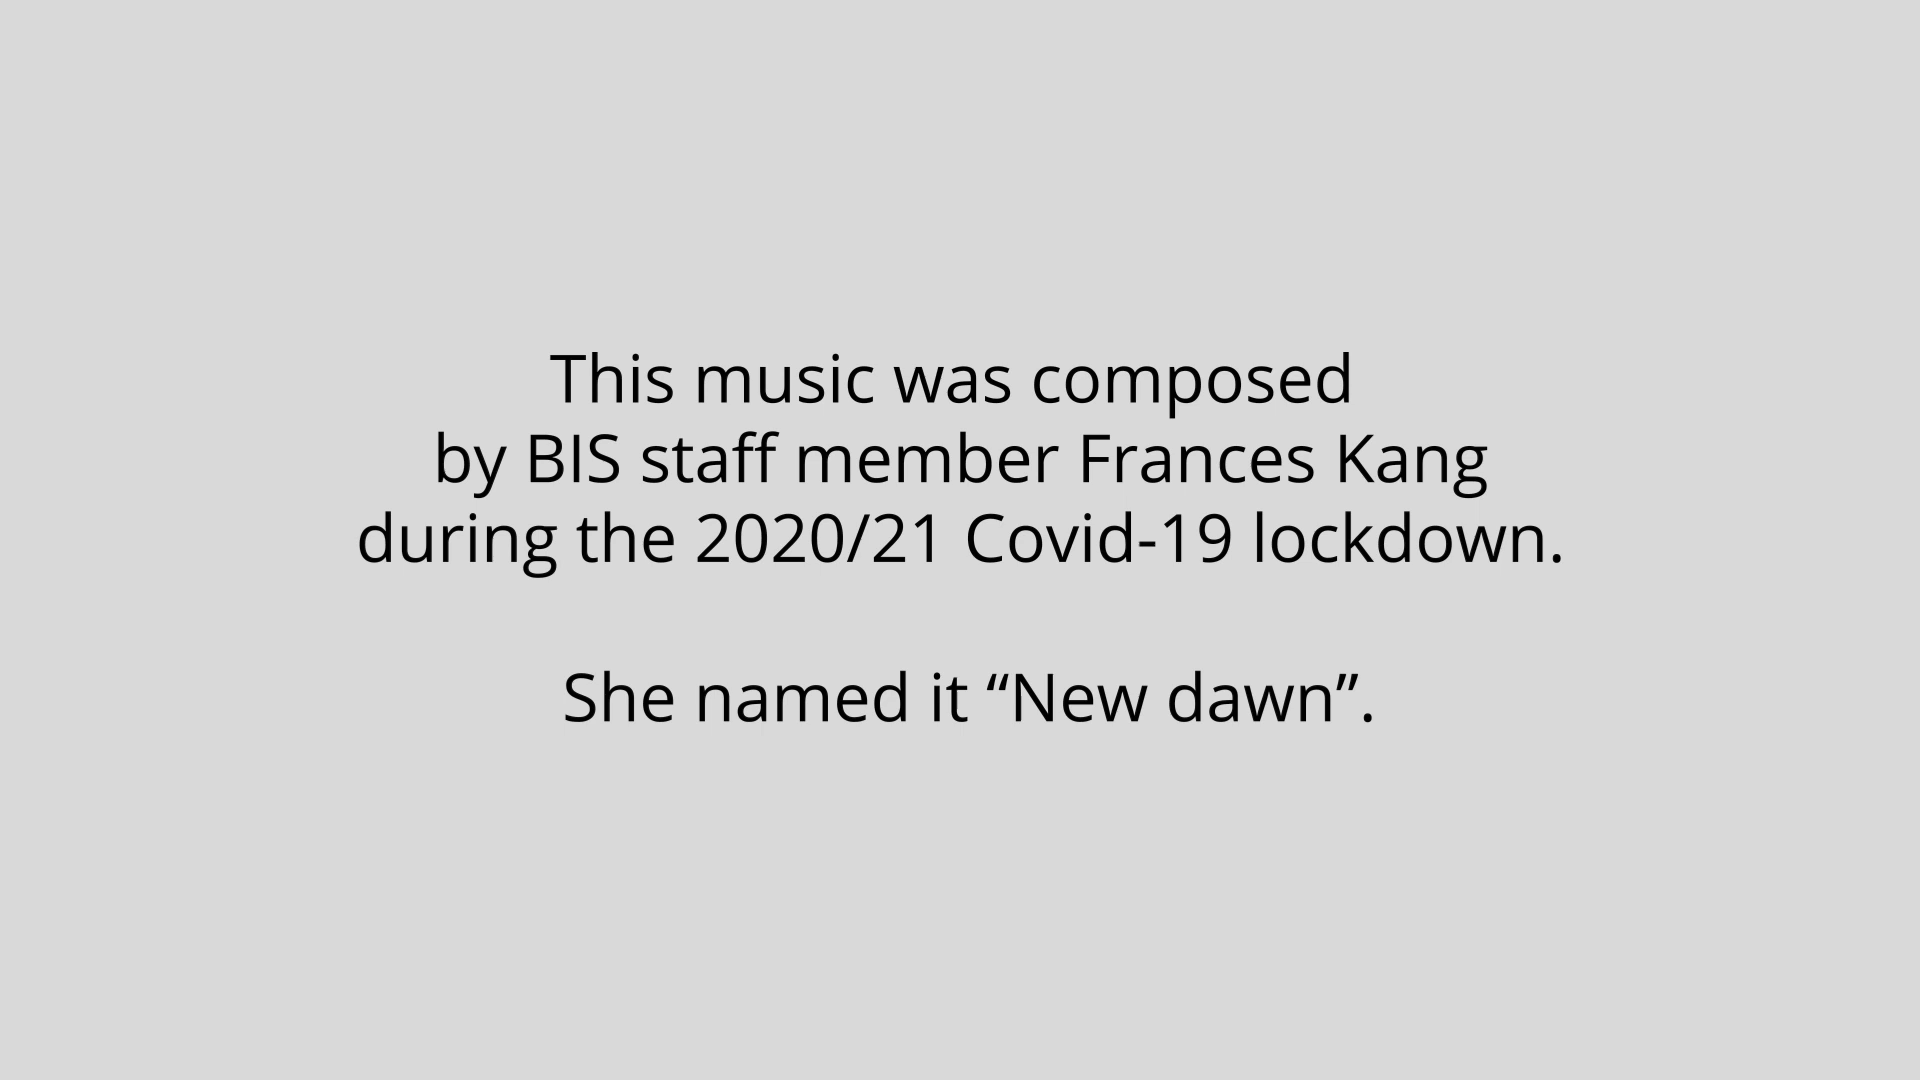 This music was composed
by BIS staff member Frances Kang
during the 2020/21 Covid-19 lockdown.
She named it “New dawn”.